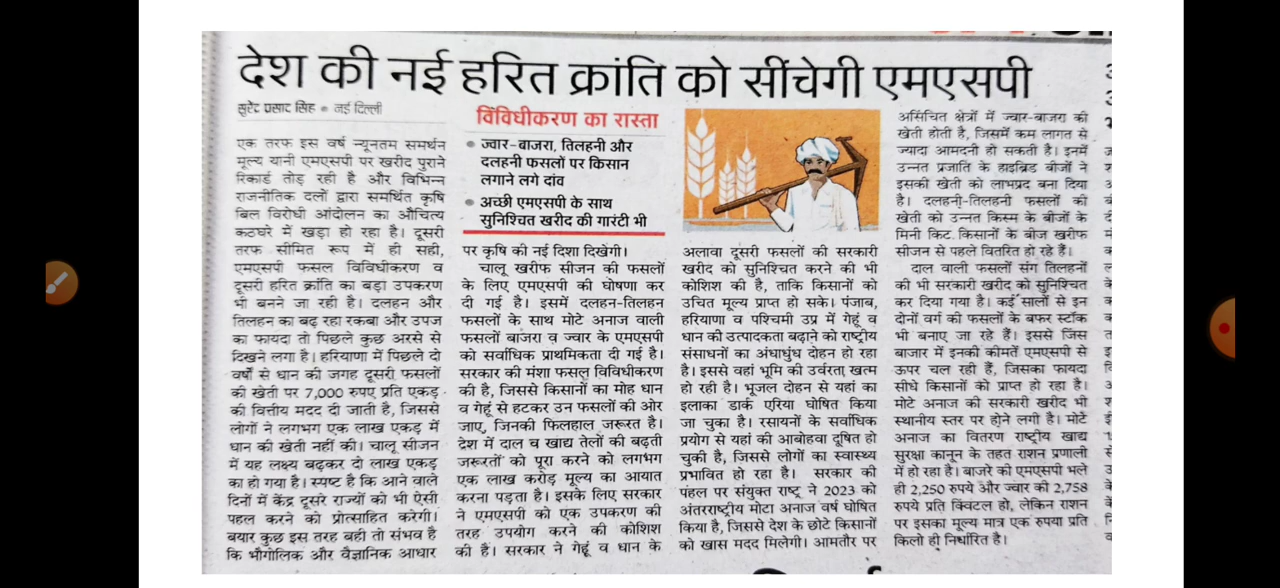 देश की नई हरित क्रांति को सींचेगी एमएसपी
सुरेंद्र प्रसाद सिंह • नई दिल्ली
एक तरफ इस वर्ष न्यूनतम समर्थन
मूल्य यानी एमएसपी पर खरीद पुराने
रिकार्ड तोड़ रही है और विभिन्न
राजनीतिक दलों द्वारा समर्थित कृषि
बिल विरोधी आंदोलन का औचित्य
कठघरे में खड़ा हो रहा है। दूसरी
तरफ सीमित रूप में ही सही,
एमएसपी फसल विविधीकरण व
दूसरी हरित क्रांति का बड़ा उपकरण
भी बनने जा रही है। दलहन और
तिलहन का बढ़ रहा रकबा और उपज
का फायदा तो पिछले कुछ अरसे से
दिखने लगा है। हरियाणा में पिछले दो
वर्षों से धान की जगह दूसरी फसलों
की खेती पर 7,000 रुपए प्रति एकड़
की वित्तीय मदद दी जाती है, जिससे
लोगों ने लगभग एक लाख एकड़ में
धान की खेती नहीं की। चालू सीजन
में यह लक्ष्य बढ़कर दो लाख एकड़
का हो गया है। स्पष्ट है कि आने वाले
दिनों में केंद्र दूसरे राज्यों को भी ऐसी
पहल करने को प्रोत्साहित करेगी।
बयार कुछ इस तरह बही तो संभव है
कि भौगोलिक और वैज्ञानिक आधार
विविधीकरण का रास्ता
• ज्वार-बाजरा, तिलहनी और
दलहनी फसलों पर किसान
लगाने लगे दांव
• अच्छी एमएसपी के साथ
सुनिश्चित खरीद की गारंटी भी
पर कृषि की नई दिशा दिखेगी।
चालू खरीफ सीजन की फसलों
के लिए एमएसपी की घोषणा कर
दी गई है। इसमें दलहन-तिलहन
फसलों के साथ मोटे अनाज वाली
फसलों बाजरा व ज्वार के एमएसपी
को सर्वाधिक प्राथमिकता दी गई है।
सरकार की मंशा फसल विविधीकरण
की है, जिससे किसानों का मोह धान
व गेहूं से हटकर उन फसलों की ओर
जाए, जिनकी फिलहाल जरूरत है।
देश में दाल व खाद्य तेलों की बढ़ती
जरूरतों को पूरा करने को लगभग
एक लाख करोड़ मूल्य का आयात
करना पड़ता है। इसके लिए सरकार
ने एमएसपी को एक उपकरण की
तरह उपयोग करने की कोशिश
की है। सरकार ने गेहूं व धान के
अलावा दूसरी फसलों की सरकारी
खरीद को सुनिश्चित करने की भी
कोशिश की है, ताकि किसानों को
उचित मूल्य प्राप्त हो सके। पंजाब,
हरियाणा व पश्चिमी उप्र में गेहूं व
धान की उत्पादकता बढ़ाने को राष्ट्रीय
संसाधनों का अंधाधुंध दोहन हो रहा
है। इससे वहां भूमि की उर्वरता खत्म
हो रही है। भूजल दोहन से यहां का
इलाका डार्क एरिया घोषित किया
जा चुका है। रसायनों के सर्वाधिक
प्रयोग से यहां की आबोहवा दूषित हो
चुकी है, जिससे लोगों का स्वास्थ्य
प्रभावित हो रहा है। सरकार की
पहल पर संयुक्त राष्ट्र ने 2023 को
अंतरराष्ट्रीय मोटा अनाज वर्ष घोषित
किया है, जिससे देश के छोटे किसानों
को खास मदद मिलेगी। आमतौर पर
असिंचित क्षेत्रों में ज्वार-बाजरा की
खेती होती है, जिसमें कम लागत से
ज्यादा आमदनी हो सकती है। इनमें
उन्नत प्रजाति के हाइब्रिड बीजों ने
इसकी खेती को लाभप्रद बना दिया
है। दलहनी-तिलहनी फसलों की
खेती को उन्नत किस्म के बीजों के
मिनी किट किसानों के बीज खरीफ
सीजन से पहले वितरित हो रहे हैं।
दाल वाली फसलों संग तिलहनों
की भी सरकारी खरीद को सुनिश्चित
कर दिया गया है। कई सालों से इन
दोनों वर्ग की फसलों के बफर स्टॉक
भी बनाए जा रहे हैं। इससे जिंस
बाजार में इनकी कीमतें एमएसपी से
ऊपर चल रही हैं, जिसका फायदा
सीधे किसानों को प्राप्त हो रहा है।
मोटे अनाज की सरकारी खरीद भी
स्थानीय स्तर पर होने लगी है। मोटे
अनाज का वितरण राष्ट्रीय खाद्य
सुरक्षा कानून के तहत राशन प्रणाली
में हो रहा है। बाजरे की एमएसपी भले
ही 2,250 रुपये और ज्वार की 2,758
रुपये प्रति क्विंटल हो, लेकिन राशन
पर इसका मूल्य मात्र एक रुपया प्रति
किलो ही निर्धारित है।